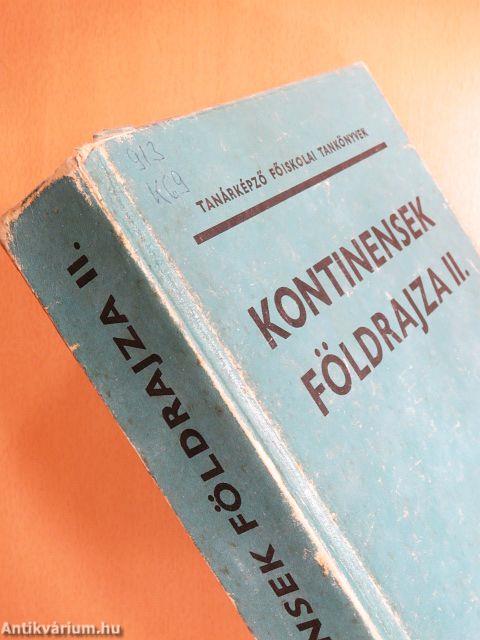 913
K69
TANÁRKÉPZŐ FŐISKOLAI TANKÖNYVEK
KONTINENSEK
FÖLDRAJZA II.
NSEK FÖLDRAJZA II.
Antikvárium.hu